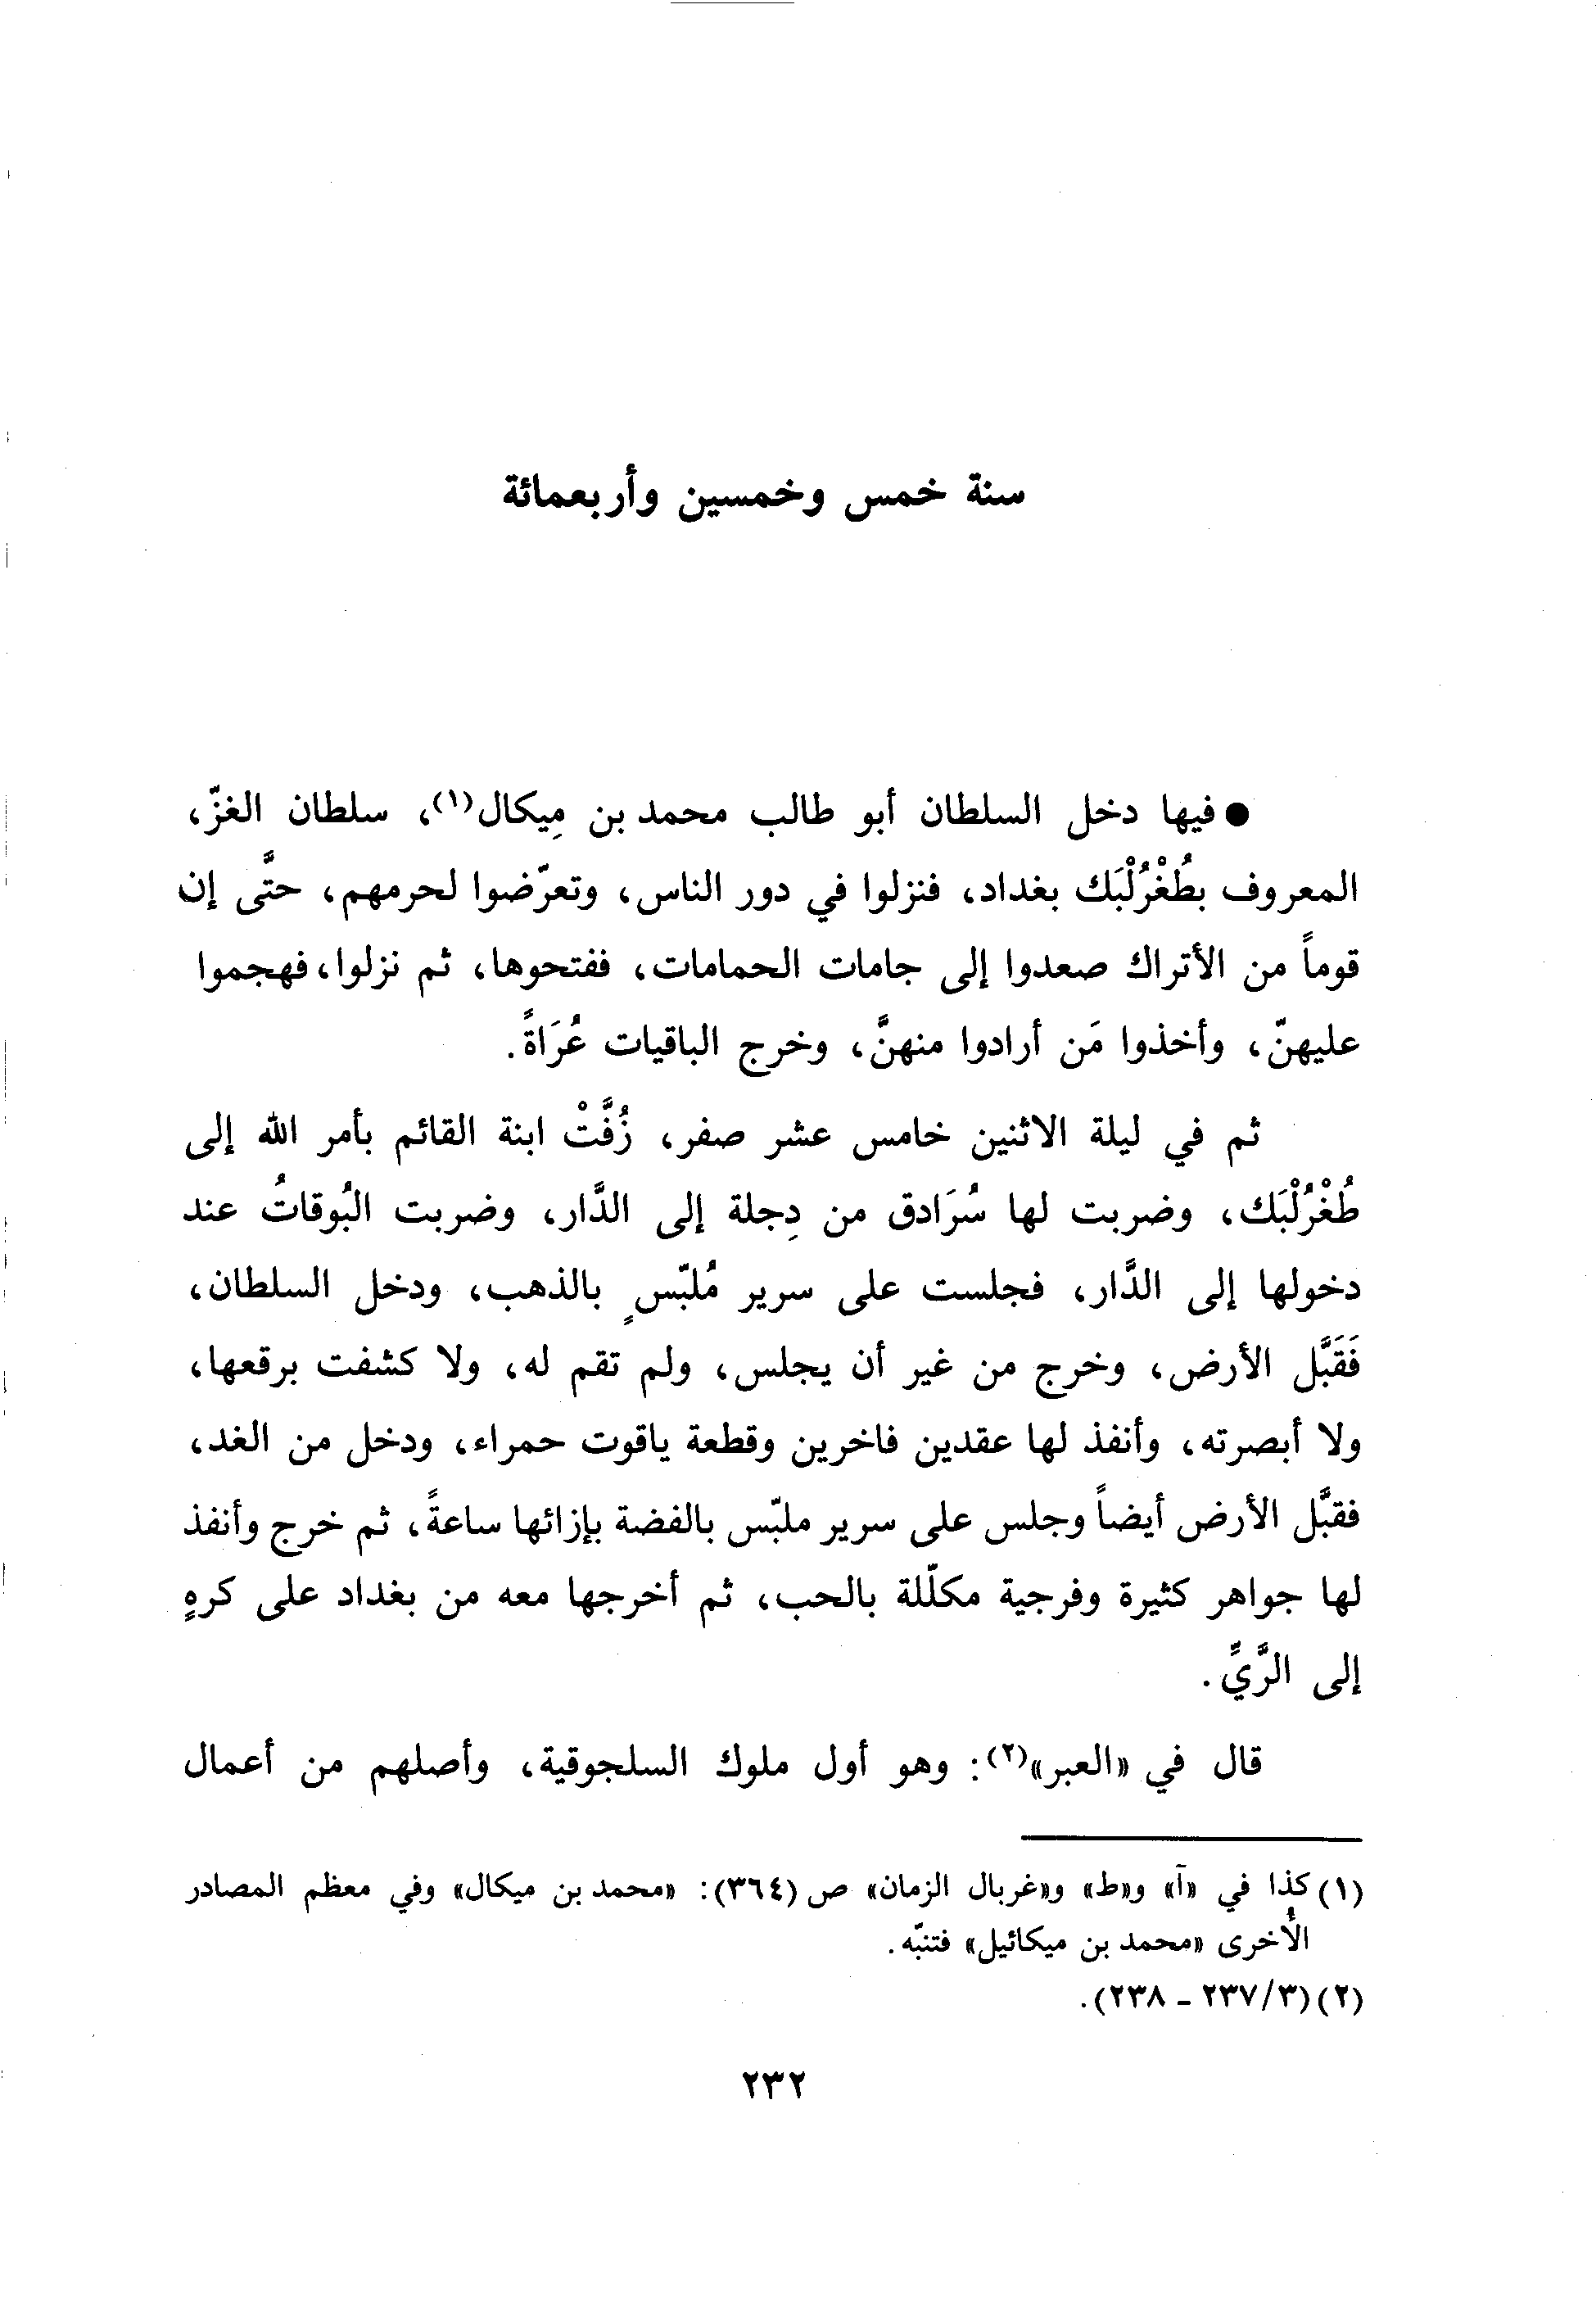 سنة خمس وخمسين وأربعمائة
● فيها دخل السلطان أبو طالب محمد بن مِيكال(١)، سلطان الغزّ،
المعروف بطُغْرُلْبَك بغداد، فنزلوا في دور الناس، وتعرّضوا لحرمهم، حتَّى إن
قوماً من الأتراك صعدوا إلى جامات الحمامات، ففتحوها، ثم نزلوا، فهجموا
عليهنّ، وأخذوا مَن أرادوا منهنَّ، وخرج الباقيات عُرَاةً.
ثم في ليلة الاثنين خامس عشر صفر، زُفَّتْ ابنة القائم بأمر الله إلى
طُغْرُلْبَك، وضربت لها سُرَادق من دِجلة إلى الدَّار، وضربت البُوقاتُ عند
دخولها إلى الدَّار، فجلست على سرير مُلبّسٍ بالذهب، ودخل السلطان،
فَقَبَّل الأرض، وخرج من غير أن يجلس، ولم تقم له، ولا كشفت برقعها،
ولا أبصرته، وأنفذ لها عقدين فاخرين وقطعة ياقوت حمراء، ودخل من الغد،
فقبَّل الأرض أيضاً وجلس على سرير ملبّس بالفضة بإزائها ساعةً، ثم خرج وأنفذ
لها جواهر كثيرة وفرجية مكلّلة بالحب، ثم أخرجها معه من بغداد على كرهٍ
إلى الرَّيِّ.
قال في «العبر»(٢): وهو أول ملوك السلجوقية، وأصلهم من أعمال
(١) كذا في «آ» و«ط» و«غربال الزمان» ص (٣٦٤): «محمد بن ميكال» وفي معظم المصادر
الأُخرى «محمد بن ميكائيل» فتنبّه.
(٢) (٣/ ٢٣٧ - ٢٣٨).
٢٣٢